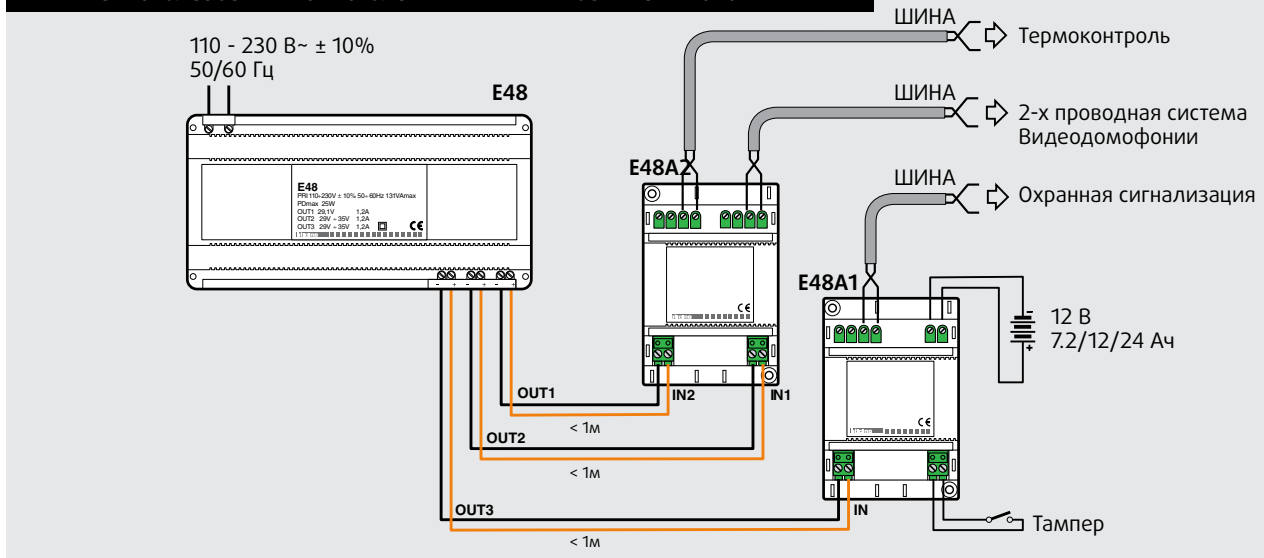 110 - 230 В~ ± 10%
50/60 Гц
E48
E48
PRI 110÷230V ± 10% 50÷60Hz 131VAmax
PDmax 25W
OUT1 29,1V 1,2A
OUT2 29V ÷ 35V 1,2A
OUT3 29V ÷ 35V 1,2A
CE
- + - + - +
ШИНА
Термоконтроль
ШИНА
2-х проводная система
Видеодомофонии
E48A2
CE
ШИНА
Охранная сигнализация
E48A1
CE
-
+
12 В
7.2/12/24 Ач
OUT1
IN2
IN1
< 1м
OUT2
< 1м
OUT3
IN
< 1м
Тампер